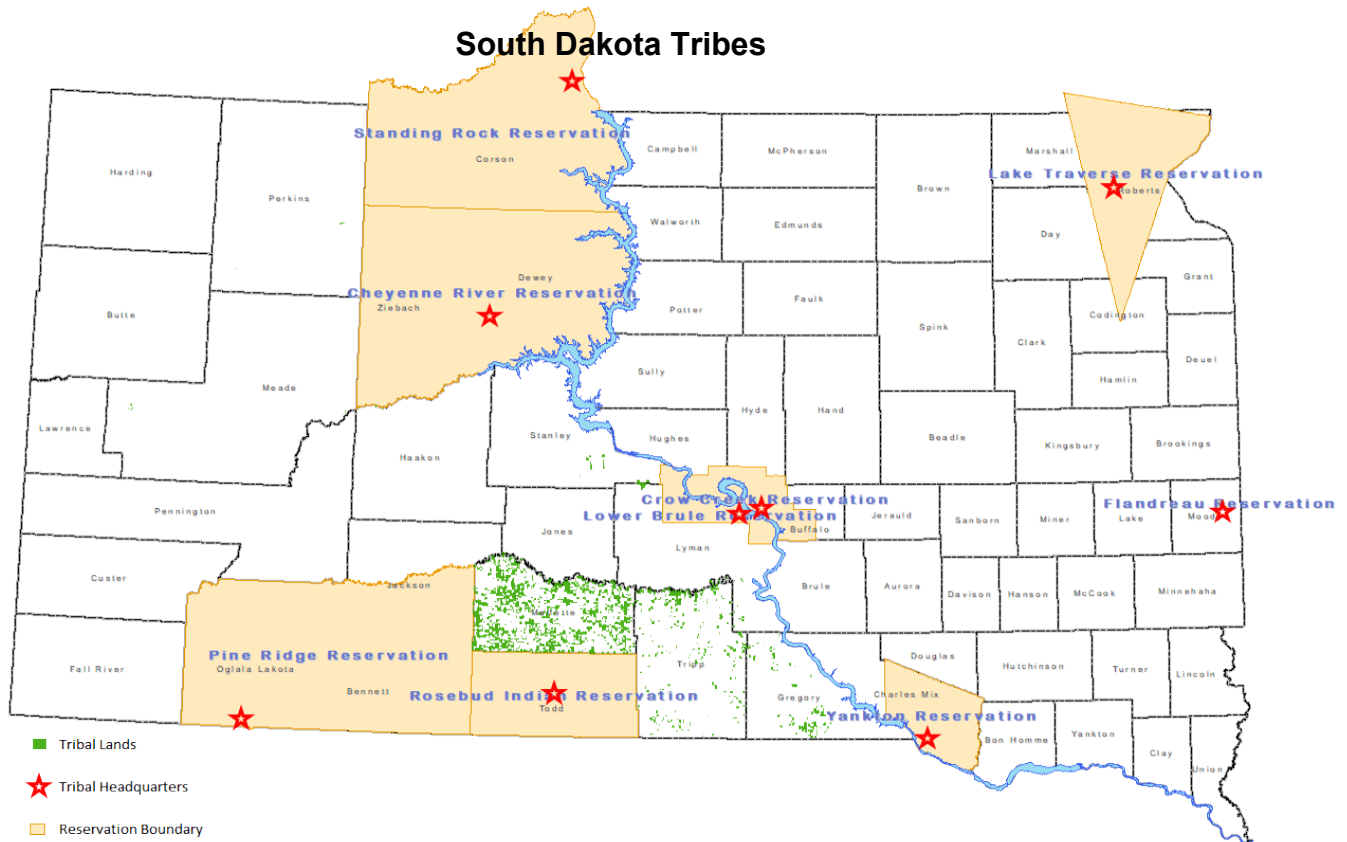 South Dakota Tribes
Standing Rock Reservation
Corson
Campbell
McPherson
Marshall
Lake Traverse Reservation
Roberts
Harding
Perkins
Brown
Walworth
Edmunds
Day
Grant
Dewey
Cheyenne River Reservation
Ziebach
Potter
Faulk
Butte
Spink
Codington
Clark
Deuel
Meade
Sully
Hamlin
Hyde
Hand
Lawrence
Stanley
Hughes
Beadle
Kingsbury
Brookings
Haakon
Pennington
Crow Creek Reservation
Flandreau Reservation
Lower Brule Reservation
Jerauld
Sanborn
Miner
Lake
Mood
Jones
Buffalo
Lyman
Custer
Jackson
Brule
Aurora
Davison
Hanson
McCook
Minnehaha
Mellette
Pine Ridge Reservation
Oglala Lakota
Fall River
Tripp
Douglas
Hutchinson
Turner
Lincoln
Bennett
Rosebud Indian Reservation
Todd
Gregory
Charles Mix
Yankton Reservation
Bon Homme
Yankton
Clay
Union
Tribal Lands
Tribal Headquarters
Reservation Boundary